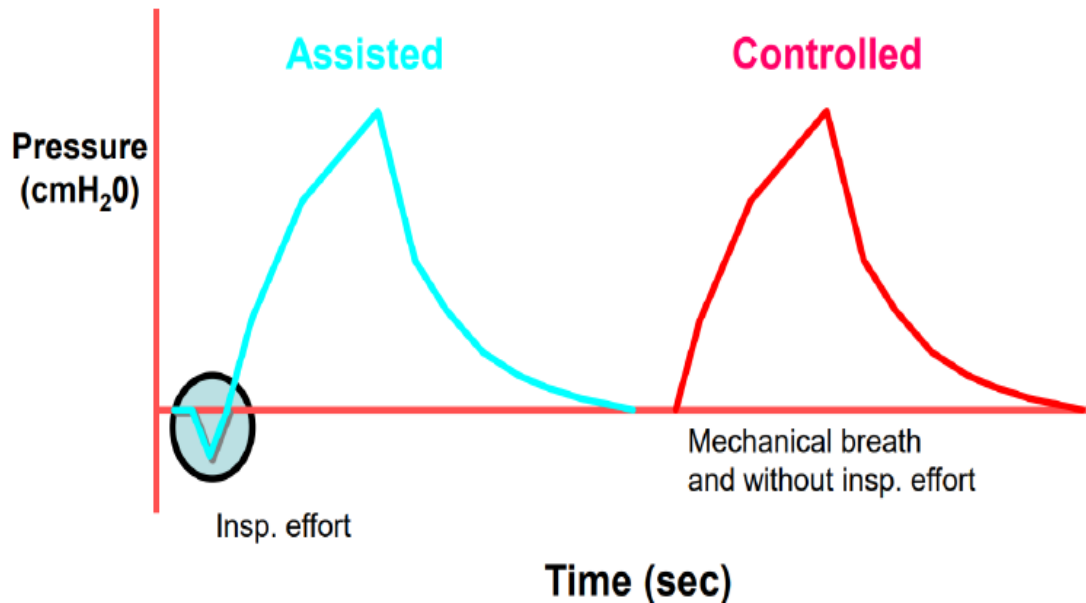 Assisted
Controlled
Pressure
(cmH₂0)
Mechanical breath
and without insp. effort
Insp. effort
Time (sec)